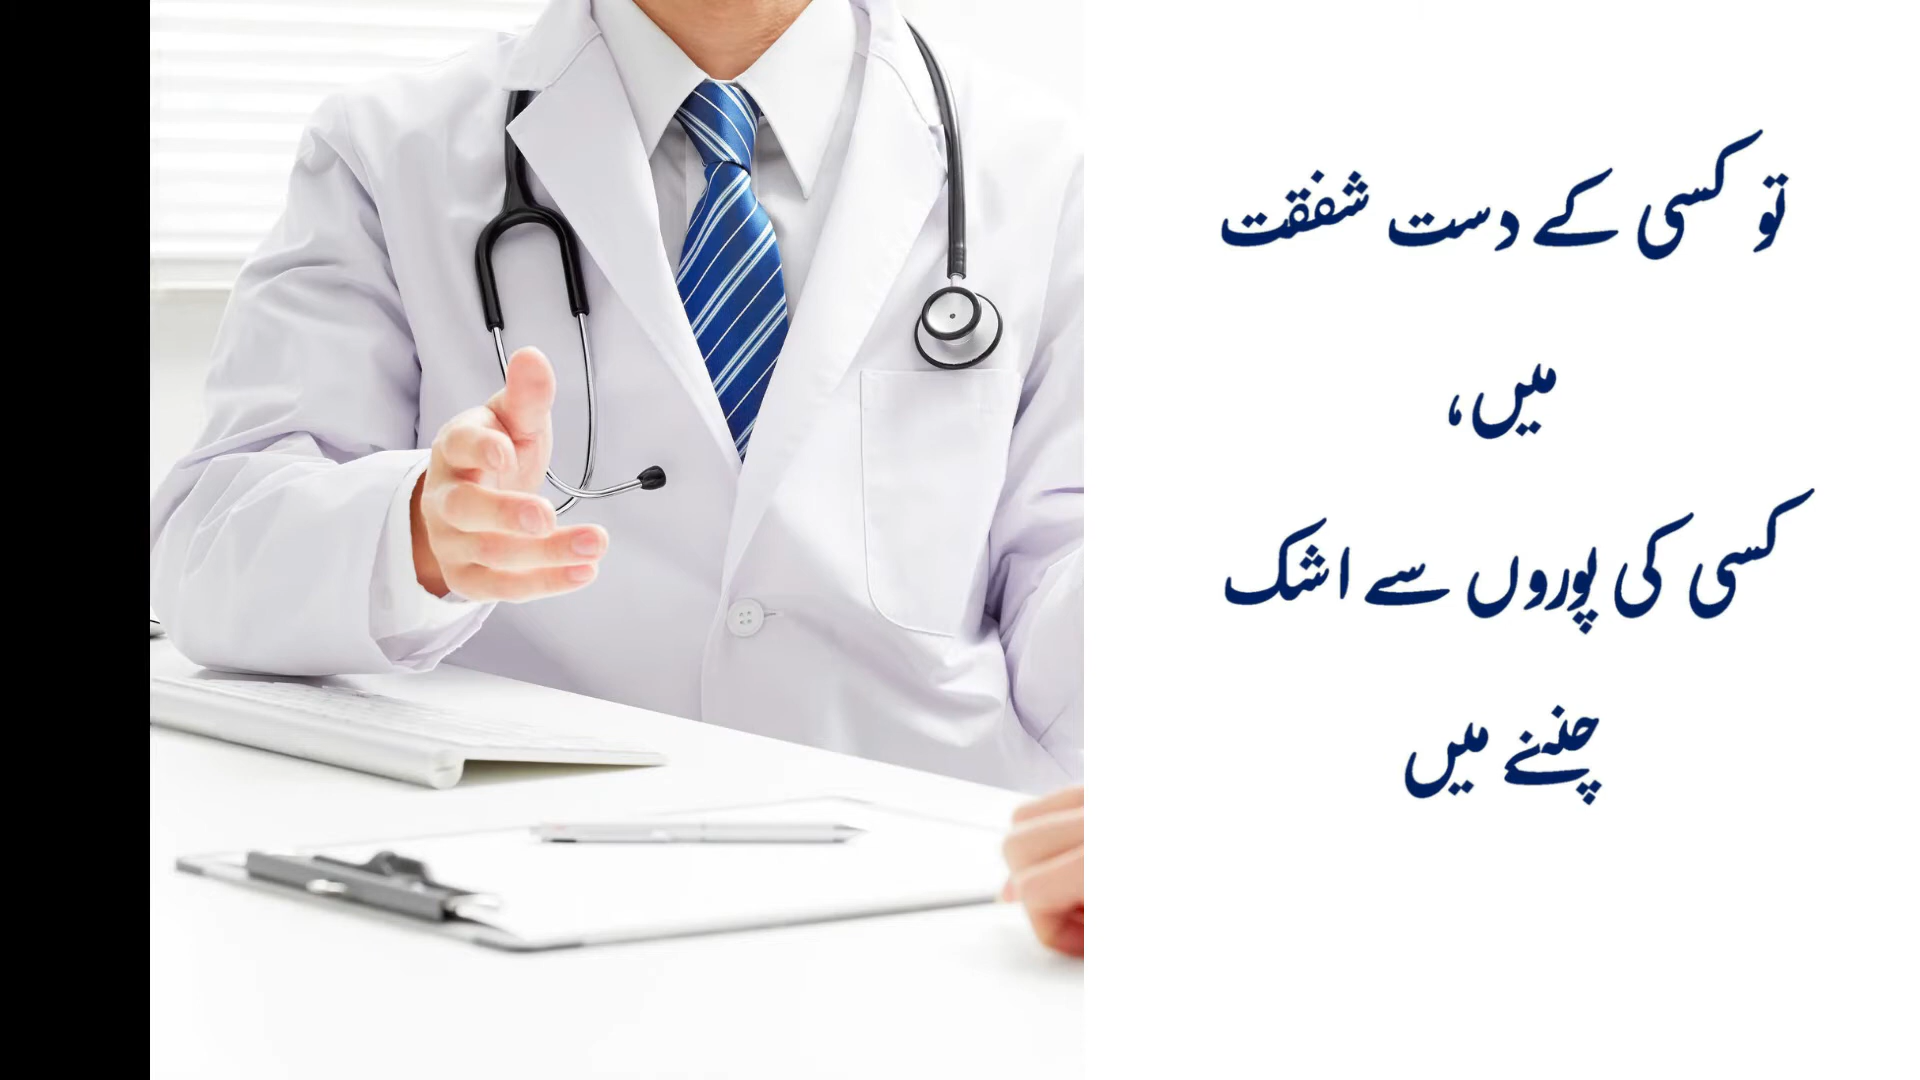 تو کسی کے دست شفقت
میں،
کسی کی پوروں سے اشک
چننے میں